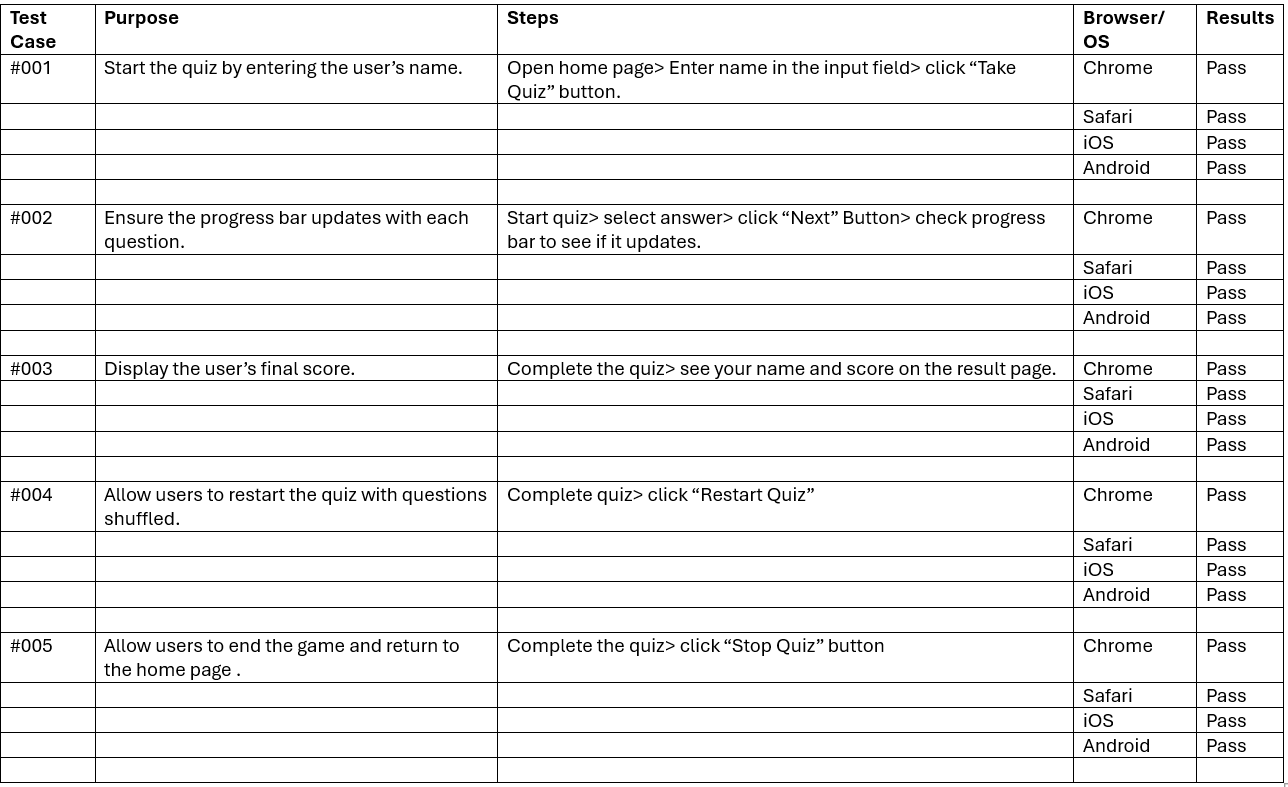 Test Case Purpose Steps Browser/ OS Results
#001 Start the quiz by entering the user’s name. Open home page> Enter name in the input field> click “Take Quiz” button. Chrome Pass
Safari Pass
iOS Pass
Android Pass
#002 Ensure the progress bar updates with each question. Start quiz> select answer> click “Next” Button> check progress bar to see if it updates. Chrome Pass
Safari Pass
iOS Pass
Android Pass
#003 Display the user’s final score. Complete the quiz> see your name and score on the result page. Chrome Pass
Safari Pass
iOS Pass
Android Pass
#004 Allow users to restart the quiz with questions shuffled. Complete quiz> click “Restart Quiz” Chrome Pass
Safari Pass
iOS Pass
Android Pass
#005 Allow users to end the game and return to the home page . Complete the quiz> click “Stop Quiz” button Chrome Pass
Safari Pass
iOS Pass
Android Pass